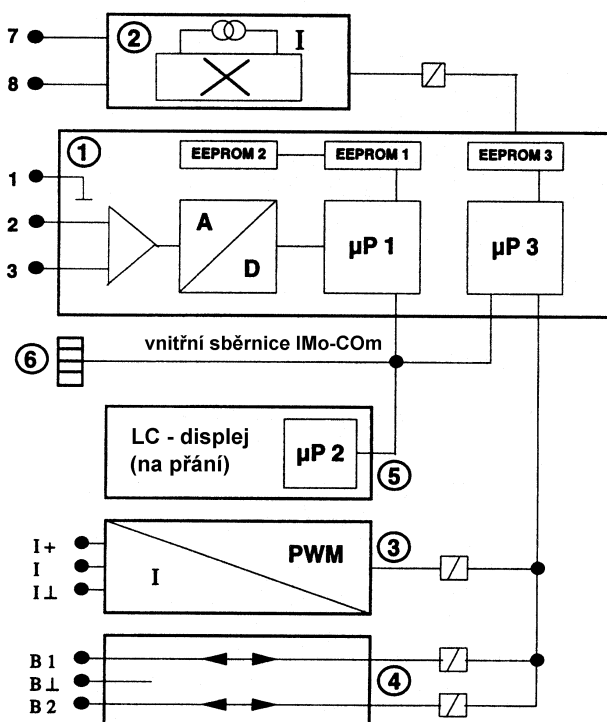 7
2
I
8
1
EEPROM 2
EEPROM 1
EEPROM 3
1
2
3
A
D
µP 1
µP 3
6
vnitřní sběrnice IMo-COm
LC - displej
(na přání)
µP 2
5
I+
I
I⊥
I
PWM
3
B 1
B⊥
B 2
4